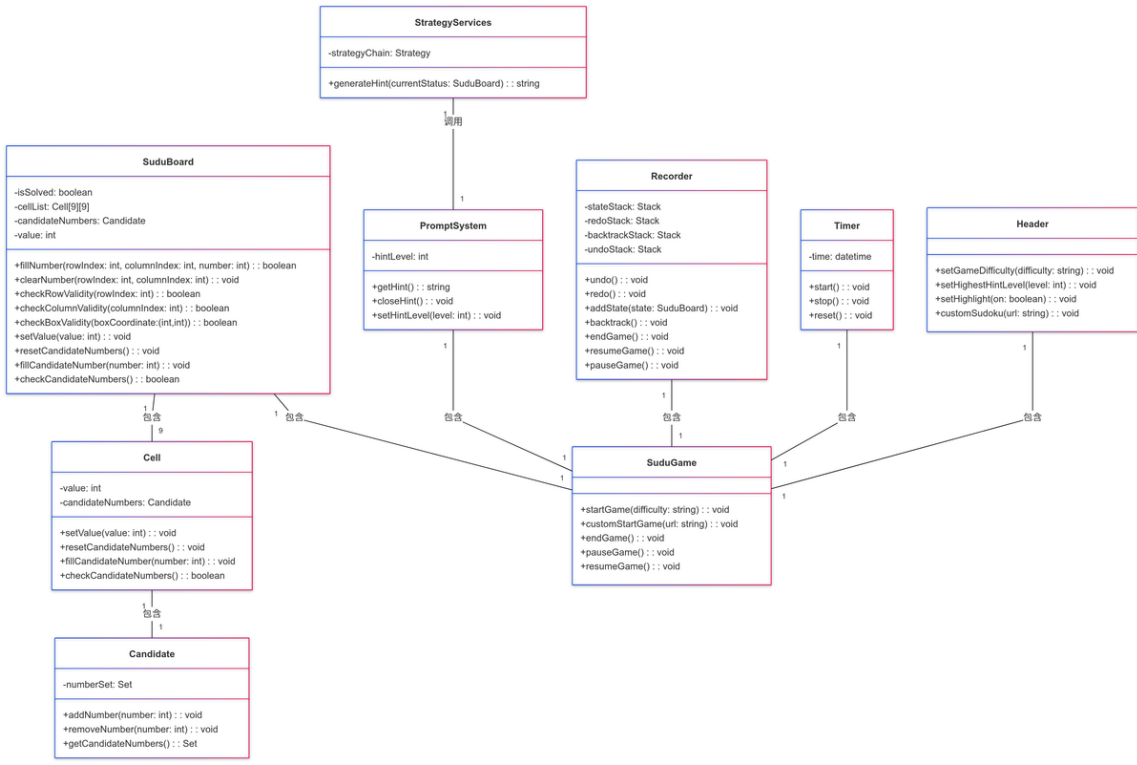 StrategyServices
-strategyChain: Strategy
+generateHint(currentStatus: SuduBoard) : : string
1
调用
1
SuduBoard
-isSolved: boolean
-cellList: Cell[9][9]
-candidateNumbers: Candidate
-value: int
+fillNumber(rowIndex: int, columnIndex: int, number: int) : : boolean
+clearNumber(rowIndex: int, columnIndex: int) : : void
+checkRowValidity(rowIndex: int) : : boolean
+checkColumnValidity(columnIndex: int) : : boolean
+checkBoxValidity(boxCoordinate:(int,int)) : : boolean
+setValue(value: int) : : void
+resetCandidateNumbers() : : void
+fillCandidateNumber(number: int) : : void
+checkCandidateNumbers() : : boolean
PromptSystem
-hintLevel: int
+getHint() : : string
+closeHint() : : void
+setHintLevel(level: int) : : void
Recorder
-stateStack: Stack
-redoStack: Stack
-backtrackStack: Stack
-undoStack: Stack
+undo() : : void
+redo() : : void
+addState(state: SuduBoard) : : void
+backtrack() : : void
+endGame() : : void
+resumeGame() : : void
+pauseGame() : : void
Timer
-time: datetime
+start() : : void
+stop() : : void
+reset() : : void
Header
+setGameDifficulty(difficulty: string) : : void
+setHighestHintLevel(level: int) : : void
+setHighlight(on: boolean) : : void
+customSudoku(url: string) : : void
1
包含
9
1
包含
1
1
包含
1
1
包含
1
1
包含
1
1
包含
1
Cell
-value: int
-candidateNumbers: Candidate
+setValue(value: int) : : void
+resetCandidateNumbers() : : void
+fillCandidateNumber(number: int) : : void
+checkCandidateNumbers() : : boolean
SuduGame
+startGame(difficulty: string) : : void
+customStartGame(url: string) : : void
+endGame() : : void
+pauseGame() : : void
+resumeGame() : : void
1
包含
1
Candidate
-numberSet: Set
+addNumber(number: int) : : void
+removeNumber(number: int) : : void
+getCandidateNumbers() : : Set